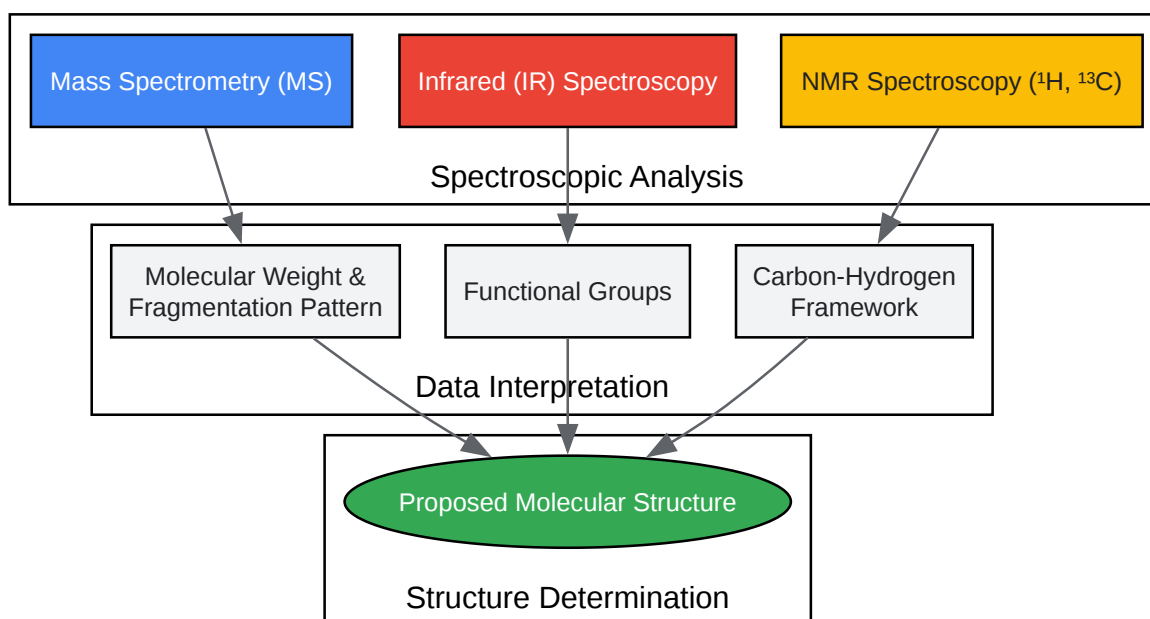 Mass Spectrometry (MS)
Infrared (IR) Spectroscopy
NMR Spectroscopy (¹H, ¹³C)
Spectroscopic Analysis
Molecular Weight &
Fragmentation Pattern
Functional Groups
Carbon-Hydrogen
Framework
Data Interpretation
Proposed Molecular Structure
Structure Determination